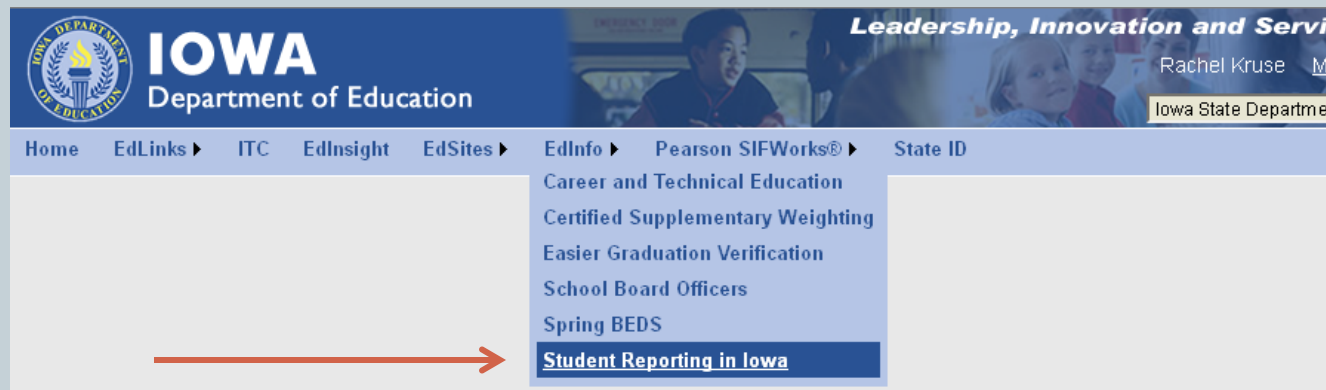 Leadership, Innovation and Servi
IOWA
Department of Education
Rachel Kruse M
Iowa State Departme
Home EdLinks ITC EdInsight EdSites EdInfo Pearson SIFWorks® State ID
Career and Technical Education
Certified Supplementary Weighting
Easier Graduation Verification
School Board Officers
Spring BEDS
Student Reporting in Iowa
IOWA DEPARTMENT OF EDUCATION
EMERGENCY DOOR